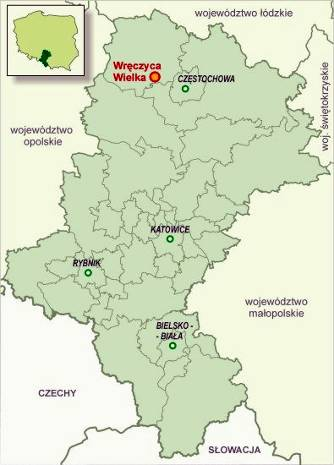 województwo łódzkie
Wręczyca
Wielka
CZĘSTOCHOWA
woj. świętokrzyskie
województwo
opolskie
KATOWICE
RYBNIK
województwo
małopolskie
BIELSKO -
- BIAŁA
CZECHY
SŁOWACJA